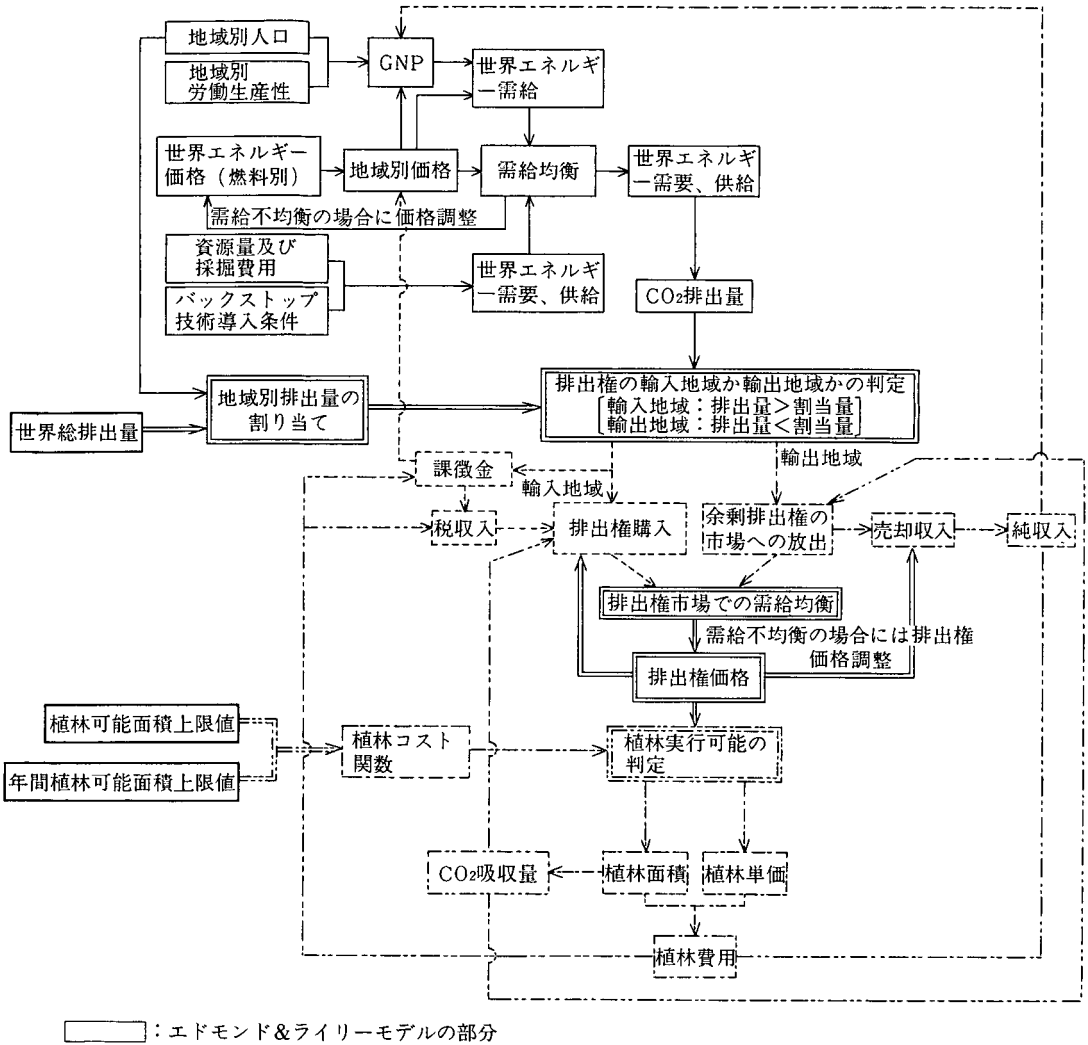 地域別人口
地域別
労働生産性
GNP
世界エネルギ
ー需給
世界エネルギー
価格（燃料別）
地域別価格
需給均衡
世界エネルギ
ー需要、供給
需給不均衡の場合に価格調整
資源量及び
採掘費用
バックストップ
技術導入条件
世界エネルギ
ー需要、供給
CO₂排出量
世界総排出量
地域別排出量の
割り当て
排出権の輸入地域か輸出地域かの判定
［輸入地域：排出量＞割当量］
［輸出地域：排出量＜割当量］
課徴金
輸入地域
輸出地域
税収入
排出権購入
余剰排出権の
市場への放出
売却収入
純収入
排出権市場での需給均衡
需給不均衡の場合には排出権
価格調整
排出権価格
植林可能面積上限値
年間植林可能面積上限値
植林コスト
関数
植林実行可能の
判定
CO₂吸収量
植林面積
植林単価
植林費用
：エドモンド＆ライリーモデルの部分